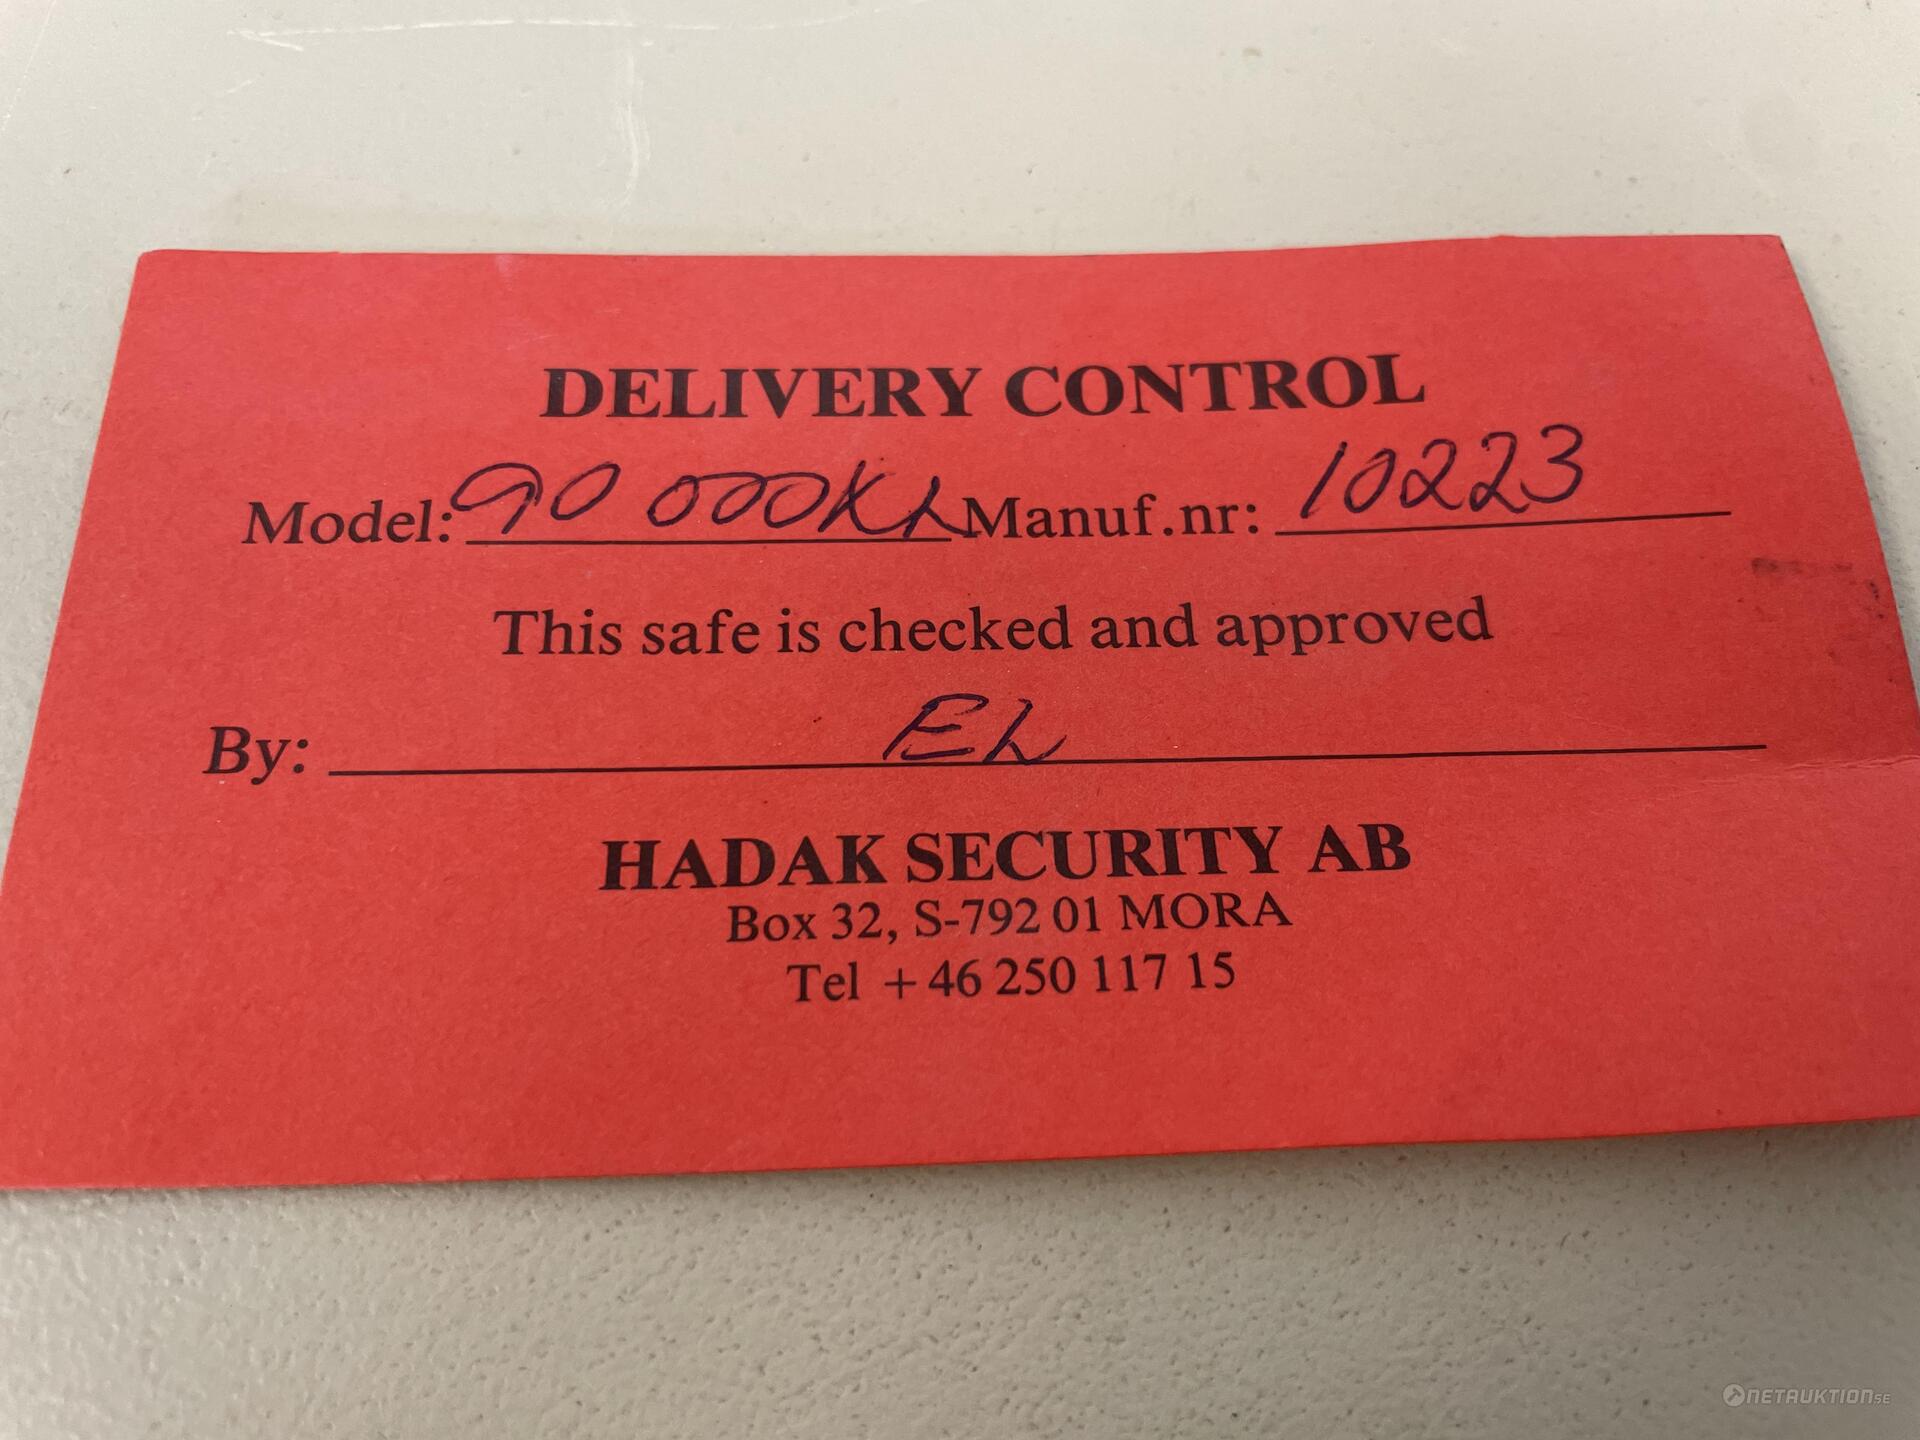 DELIVERY CONTROL
Model: 90 000KL Manuf.nr: 10223
This safe is checked and approved
By: EL
HADAK SECURITY AB
Box 32, S-792 01 MORA
Tel +46 250 117 15
NETAUKTION.SE